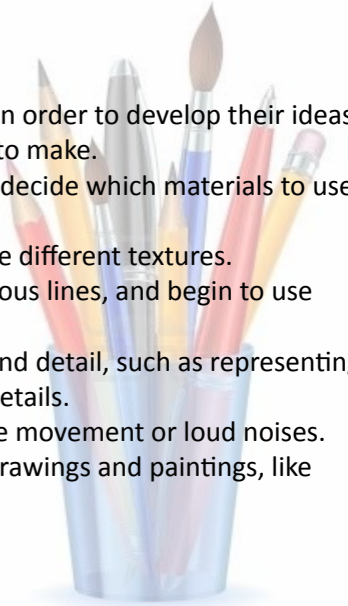 n order to develop their ideas
to make.
decide which materials to use
e different textures.
ous lines, and begin to use
nd detail, such as representing
etails.
e movement or loud noises.
rawings and paintings, like